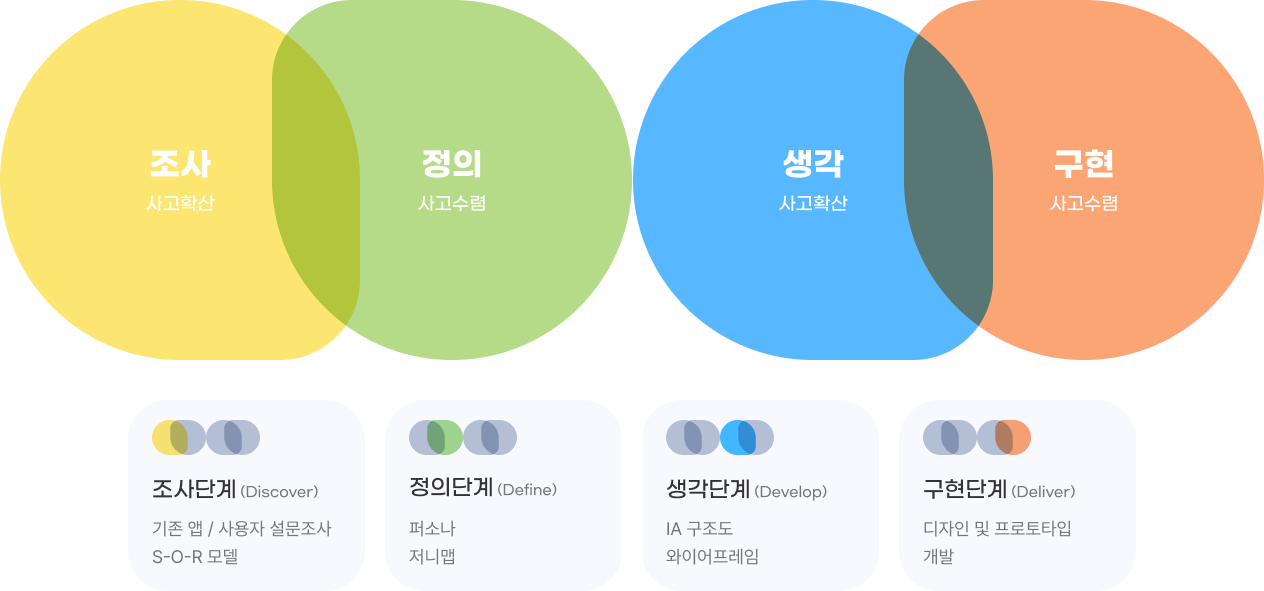 조사
사고확산
정의
사고수렴
생각
사고확산
구현
사고수렴
조사단계 (Discover)
기존 앱 / 사용자 설문조사
S-O-R 모델
정의단계 (Define)
퍼소나
저니맵
생각단계 (Develop)
IA 구조도
와이어프레임
구현단계 (Deliver)
디자인 및 프로토타입
개발